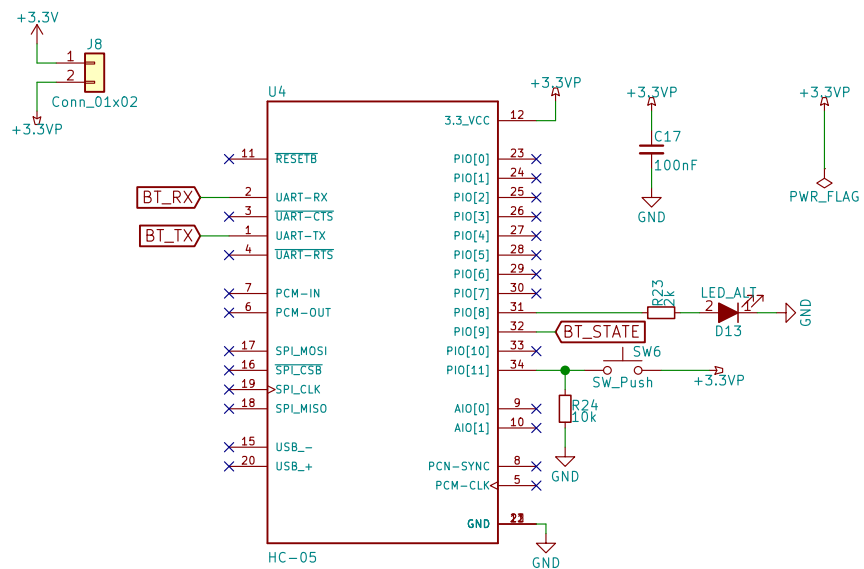 +3.3V
J8
1
2
Conn_01x02
+3.3VP
U4
+3.3VP
3.3_VCC 12
11 RESETB
PIO[0] 23
PIO[1] 24
BT_RX 2 UART-RX
PIO[2] 25
3 UART-CTS
PIO[3] 26
BT_TX 1 UART-TX
PIO[4] 27
4 UART-RTS
PIO[5] 28
PIO[6] 29
7 PCM-IN
PIO[7] 30
6 PCM-OUT
PIO[8] 31
PIO[9] 32
BT_STATE
17 SPI_MOSI
PIO[10] 33
16 SPI_CSB
PIO[11] 34
19 SPI_CLK
18 SPI_MISO
AIO[0] 9
AIO[1] 10
15 USB_-
20 USB_+
PCN-SYNC 8
PCM-CLK 5
GND
GND
HC-05
+3.3VP
C17
100nF
GND
+3.3VP
PWR_FLAG
R23
2k
LED_ALT
2
1
D13
GND
SW6
SW_Push
+3.3VP
R24
10k
GND